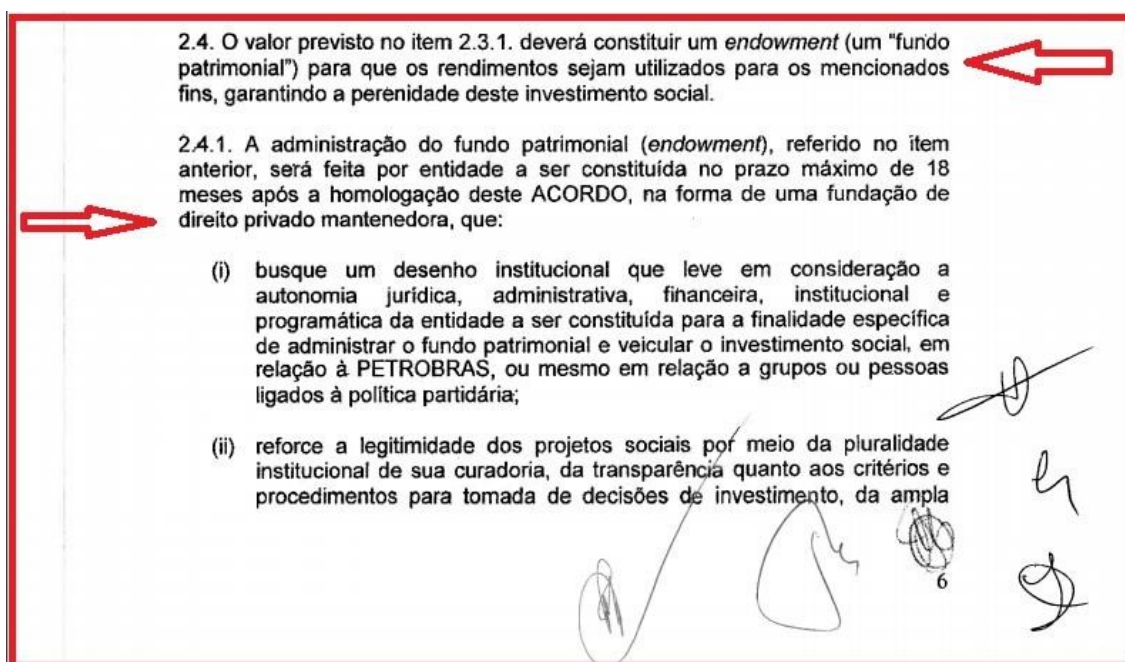 2.4. O valor previsto no item 2.3.1. deverá constituir um endowment (um "fundo
patrimonial") para que os rendimentos sejam utilizados para os mencionados
fins, garantindo a perenidade deste investimento social.
2.4.1. A administração do fundo patrimonial (endowment), referido no item
anterior, será feita por entidade a ser constituída no prazo máximo de 18
meses após a homologação deste ACORDO, na forma de uma fundação de
direito privado mantenedora, que:
(i) busque um desenho institucional que leve em consideração a
autonomia jurídica, administrativa, financeira, institucional e
programática da entidade a ser constituída para a finalidade específica
de administrar o fundo patrimonial e veicular o investimento social, em
relação à PETROBRAS, ou mesmo em relação a grupos ou pessoas
ligados à política partidária;
(ii) reforce a legitimidade dos projetos sociais por meio da pluralidade
institucional de sua curadoria, da transparência quanto aos critérios e
procedimentos para tomada de decisões de investimento, da ampla
6